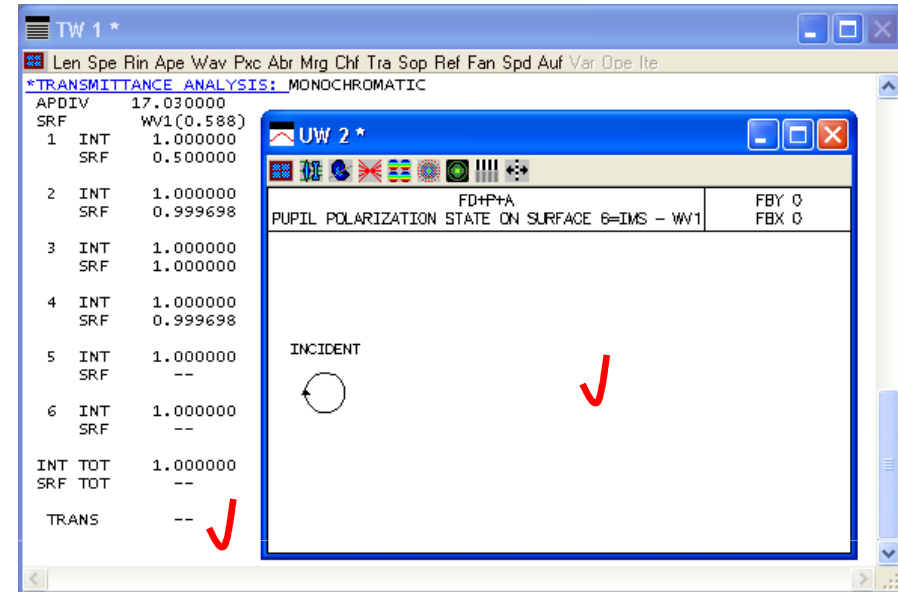 TW 1 *
Len Spe Rin Ape Wav Pxc Abr Mrg Chf Tra Sop Ref Fan Spd Auf Var Ope Ite
*TRANSMITTANCE ANALYSIS: MONOCHROMATIC
APDIV 17.030000
SRF WV1(0.588)
1 INT 1.000000
SRF 0.500000
2 INT 1.000000
SRF 0.999698
3 INT 1.000000
SRF 1.000000
4 INT 1.000000
SRF 0.999698
5 INT 1.000000
SRF --
6 INT 1.000000
SRF --
INT TOT 1.000000
SRF TOT --
TRANS --
UW 2 *
FD+P+A
PUPIL POLARIZATION STATE ON SURFACE 6=IMS - WV1
FBY 0
FBX 0
INCIDENT